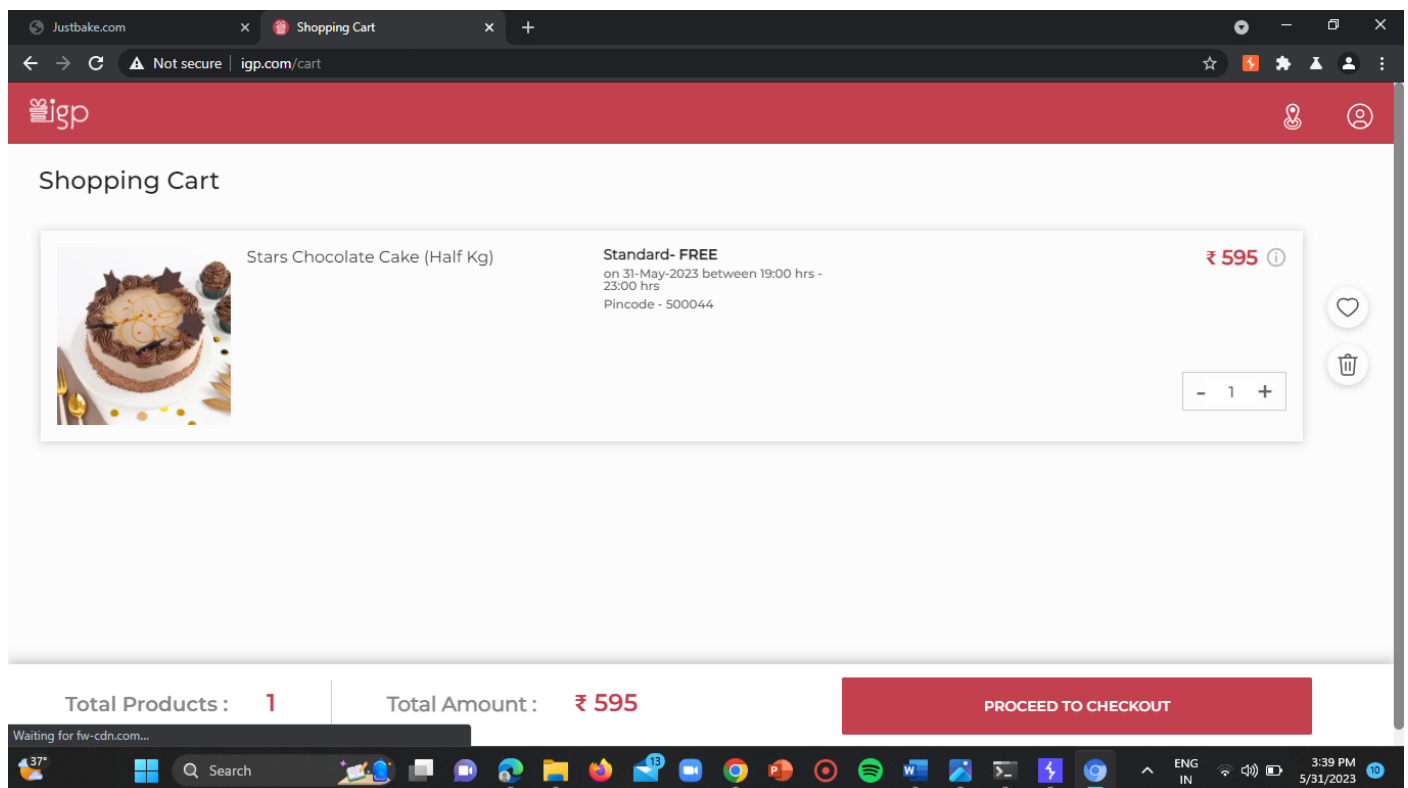 Justbake.com
Shopping Cart
Not secure
igp.com/cart
igp
Shopping Cart
Stars Chocolate Cake (Half Kg)
Standard- FREE
on 31-May-2023 between 19:00 hrs -
23:00 hrs
Pincode - 500044
₹ 595
- 1 +
Total Products : 1
Total Amount : ₹ 595
PROCEED TO CHECKOUT
Waiting for fw-cdn.com...
37°
Search
13
ENG
IN
3:39 PM
5/31/2023
10